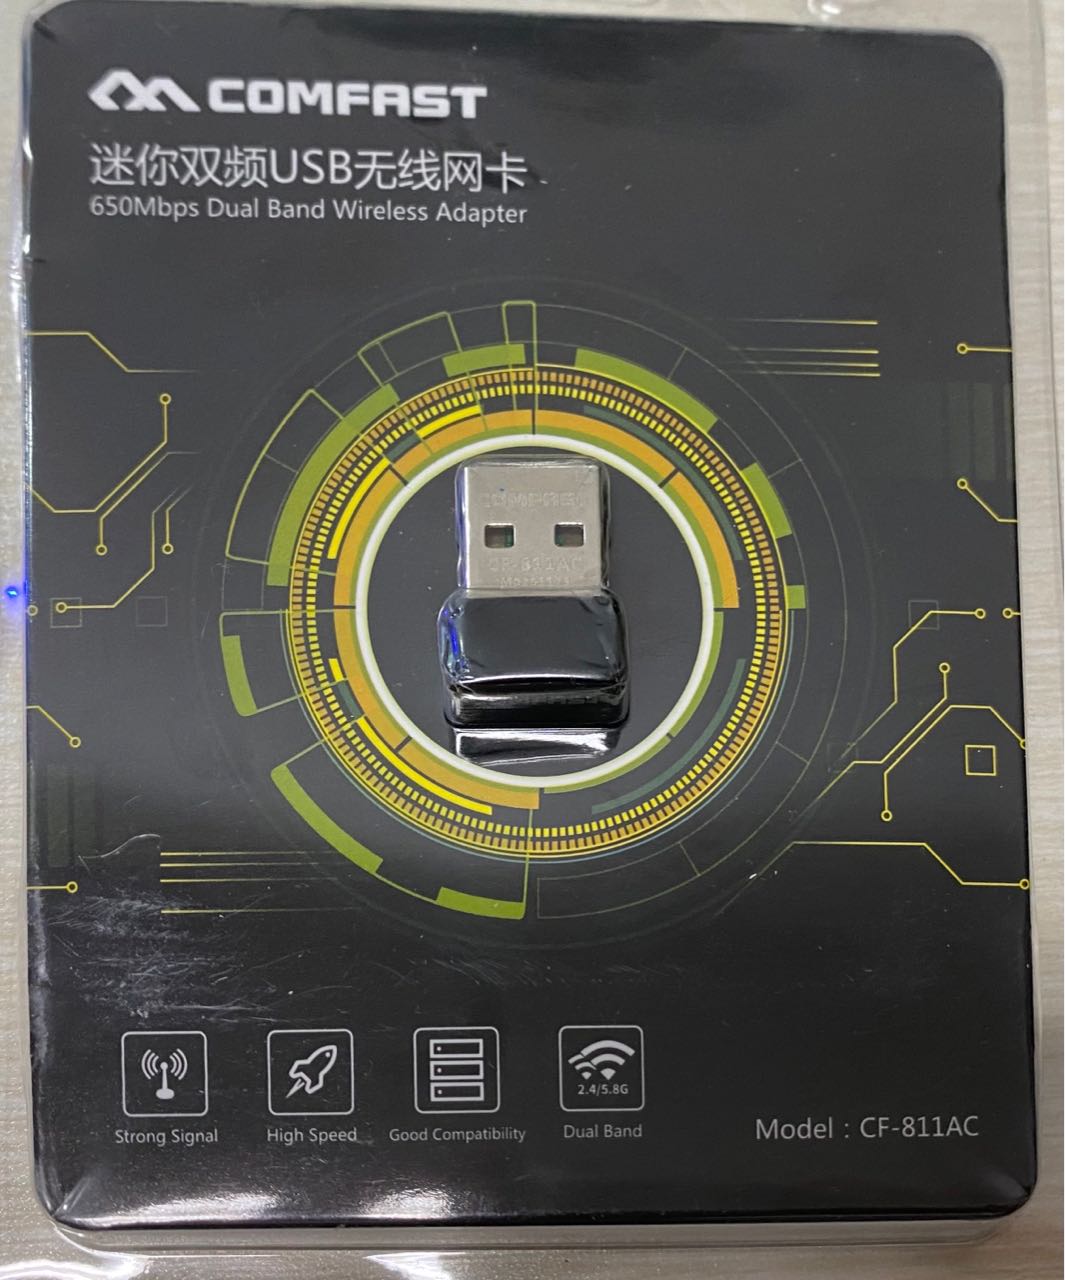 COMFAST
迷你双频USB无线网卡
650Mbps Dual Band Wireless Adapter
COMFAST
CF-811AC
COMFAST
2.4/5.8G
Strong Signal
High Speed
Good Compatibility
Dual Band
Model：CF-811AC